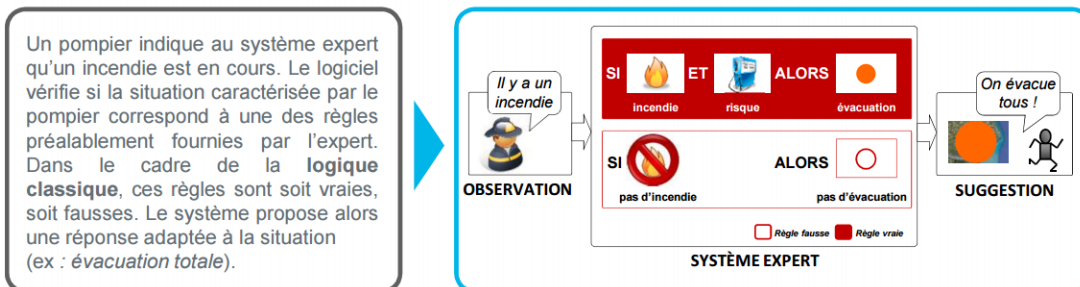 Un pompier indique au système expert
qu'un incendie est en cours. Le logiciel
vérifie si la situation caractérisée par le
pompier correspond à une des règles
préalablement fournies par l'expert.
Dans le cadre de la logique
classique, ces règles sont soit vraies,
soit fausses. Le système propose alors
une réponse adaptée à la situation
(ex : évacuation totale).
Il y a un
incendie
OBSERVATION
SI ET ALORS
incendie risque évacuation
SI ALORS
pas d'incendie pas d'évacuation
Règle fausse Règle vraie
SYSTÈME EXPERT
On évacue
tous !
SUGGESTION